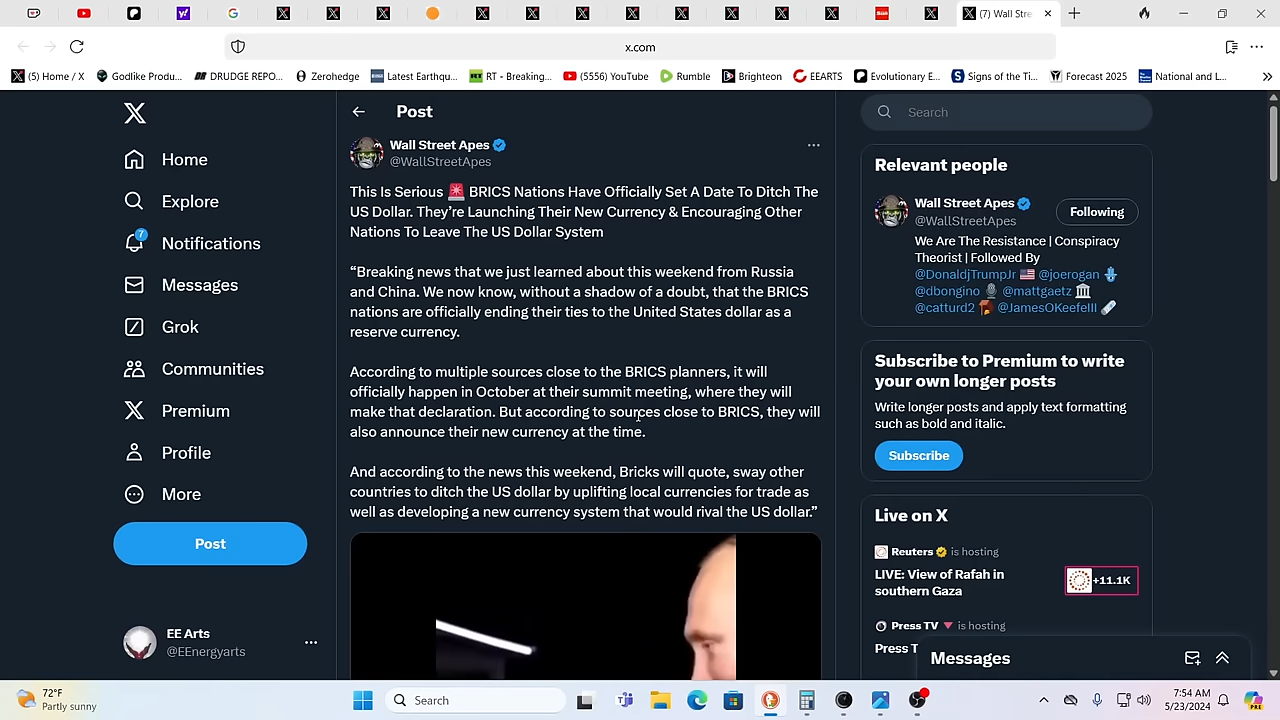 (7) Wall Stre
x.com
(5) Home / X
Godlike Produ...
DRUDGE REPO...
Zerohedge
Latest Earthqu...
RT - Breaking...
(5556) YouTube
Rumble
Brighteon
EEARTS
Evolutionary E...
Signs of the Ti...
Forecast 2025
National and L...
Home
Explore
7
Notifications
Messages
Grok
Communities
Premium
Profile
More
Post
EE Arts
@EEnergyarts
Post
Wall Street Apes
@WallStreetApes
This Is Serious 🚨 BRICS Nations Have Officially Set A Date To Ditch The
US Dollar. They’re Launching Their New Currency & Encouraging Other
Nations To Leave The US Dollar System
“Breaking news that we just learned about this weekend from Russia
and China. We now know, without a shadow of a doubt, that the BRICS
nations are officially ending their ties to the United States dollar as a
reserve currency.
According to multiple sources close to the BRICS planners, it will
officially happen in October at their summit meeting, where they will
make that declaration. But according to sources close to BRICS, they will
also announce their new currency at the time.
And according to the news this weekend, Bricks will quote, sway other
countries to ditch the US dollar by uplifting local currencies for trade as
well as developing a new currency system that would rival the US dollar.”
Search
Relevant people
Wall Street Apes
@WallStreetApes
Following
We Are The Resistance | Conspiracy
Theorist | Followed By
@DonaldjTrumpJr 🇺🇸 @joerogan
@dbongino @mattgaetz 🏛️
@catturd2 @JamesOKeefeIII
Subscribe to Premium to write
your own longer posts
Write longer posts and apply text formatting
such as bold and italic.
Subscribe
Live on X
Reuters is hosting
LIVE: View of Rafah in
southern Gaza
+11.1K
Press TV is hosting
Press T
Messages
72°F
Partly sunny
Search
7:54 AM
5/23/2024
PRE